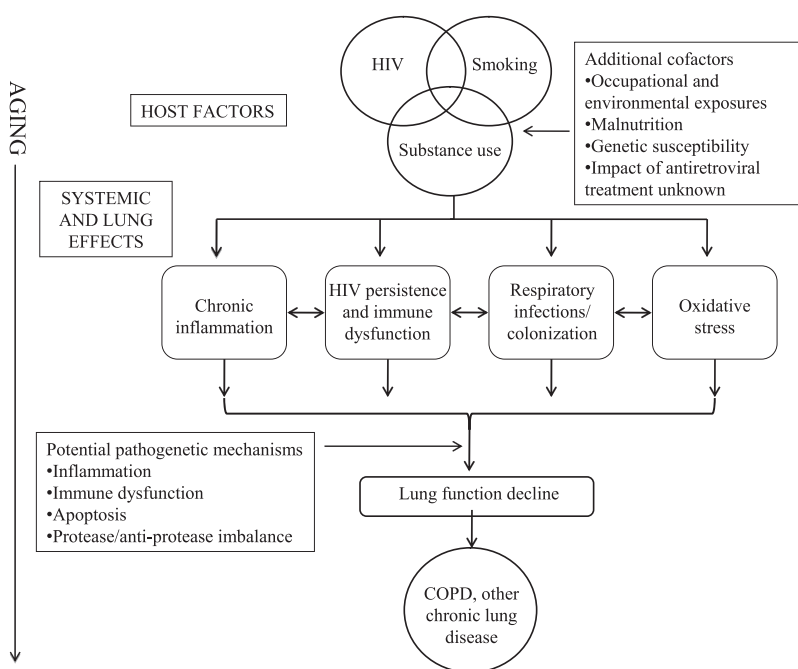 AGING
HOST FACTORS
HIV
Smoking
Substance use
Additional cofactors
•Occupational and
environmental exposures
•Malnutrition
•Genetic susceptibility
•Impact of antiretroviral
treatment unknown
SYSTEMIC
AND LUNG
EFFECTS
Chronic
inflammation
HIV persistence
and immune
dysfunction
Respiratory
infections/
colonization
Oxidative
stress
Potential pathogenetic mechanisms
•Inflammation
•Immune dysfunction
•Apoptosis
•Protease/anti-protease imbalance
Lung function decline
COPD, other
chronic lung
disease